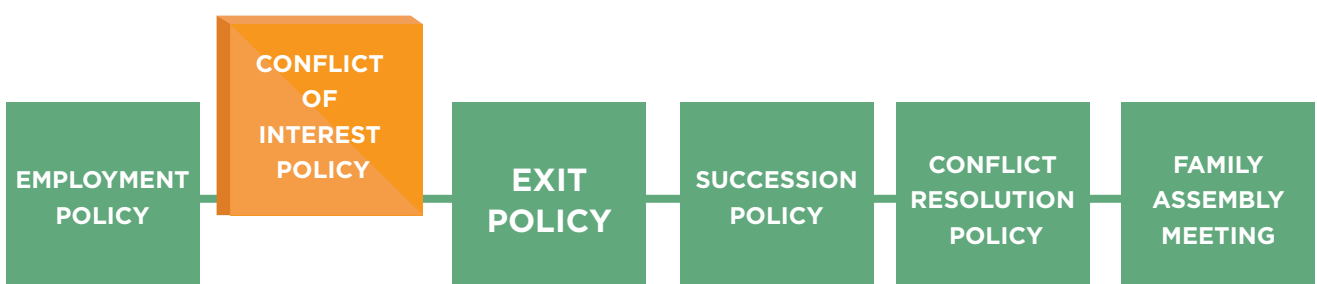 EMPLOYMENT
POLICY
CONFLICT
OF
INTEREST
POLICY
EXIT
POLICY
SUCCESSION
POLICY
CONFLICT
RESOLUTION
POLICY
FAMILY
ASSEMBLY
MEETING